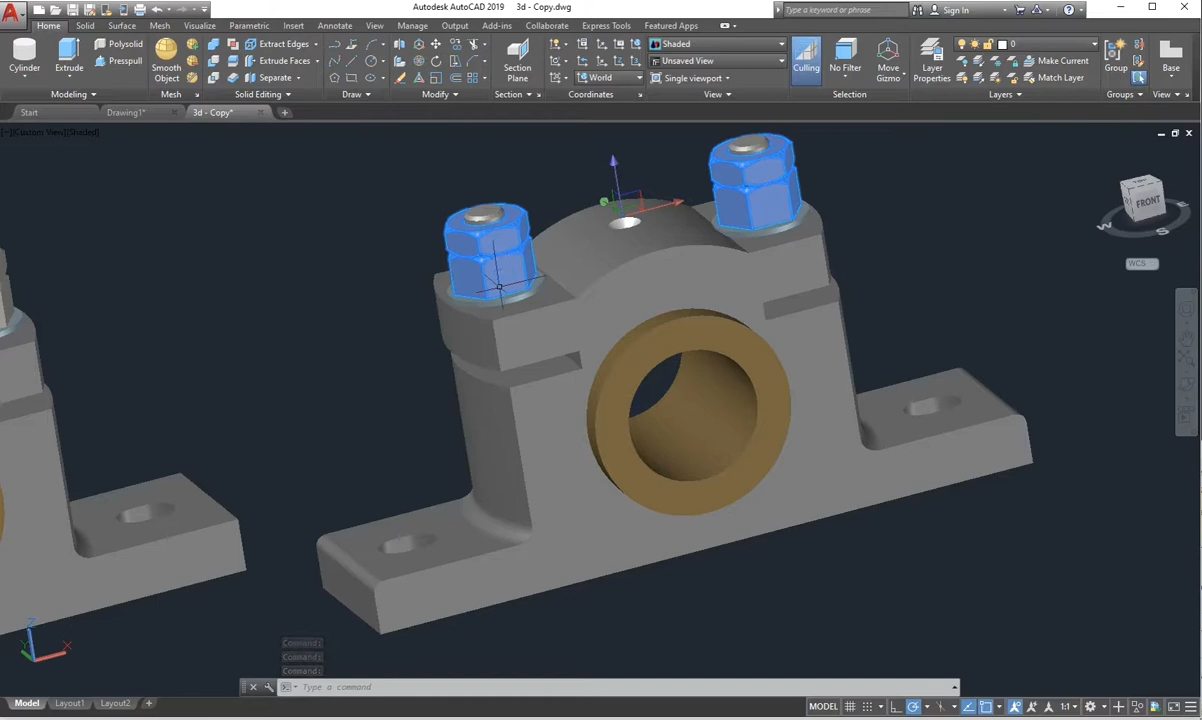 Autodesk AutoCAD 2019 3d - Copy.dwg
Type a keyword or phrase
Sign In
Home Solid Surface Mesh Visualize Parametric Insert Annotate View Manage Output Add-ins Collaborate Express Tools Featured Apps
Cylinder
Extrude
Polysolid
Presspull
Smooth
Object
Extract Edges
Extrude Faces
Separate
Section
Plane
World
Shaded
Unsaved View
Single viewport
Culling
No Filter
Move
Gizmo
Layer
Properties
0
Make Current
Match Layer
Group
Base
Modeling Mesh Solid Editing Draw Modify Section Coordinates View Selection Layers Groups View
Start Drawing1* 3d - Copy*
[−][Custom View][Shaded]
FRONT
W
S
E
WCS
Z
Y
X
Command:
Command:
Command:
Type a command
Model Layout1 Layout2
MODEL
1:1